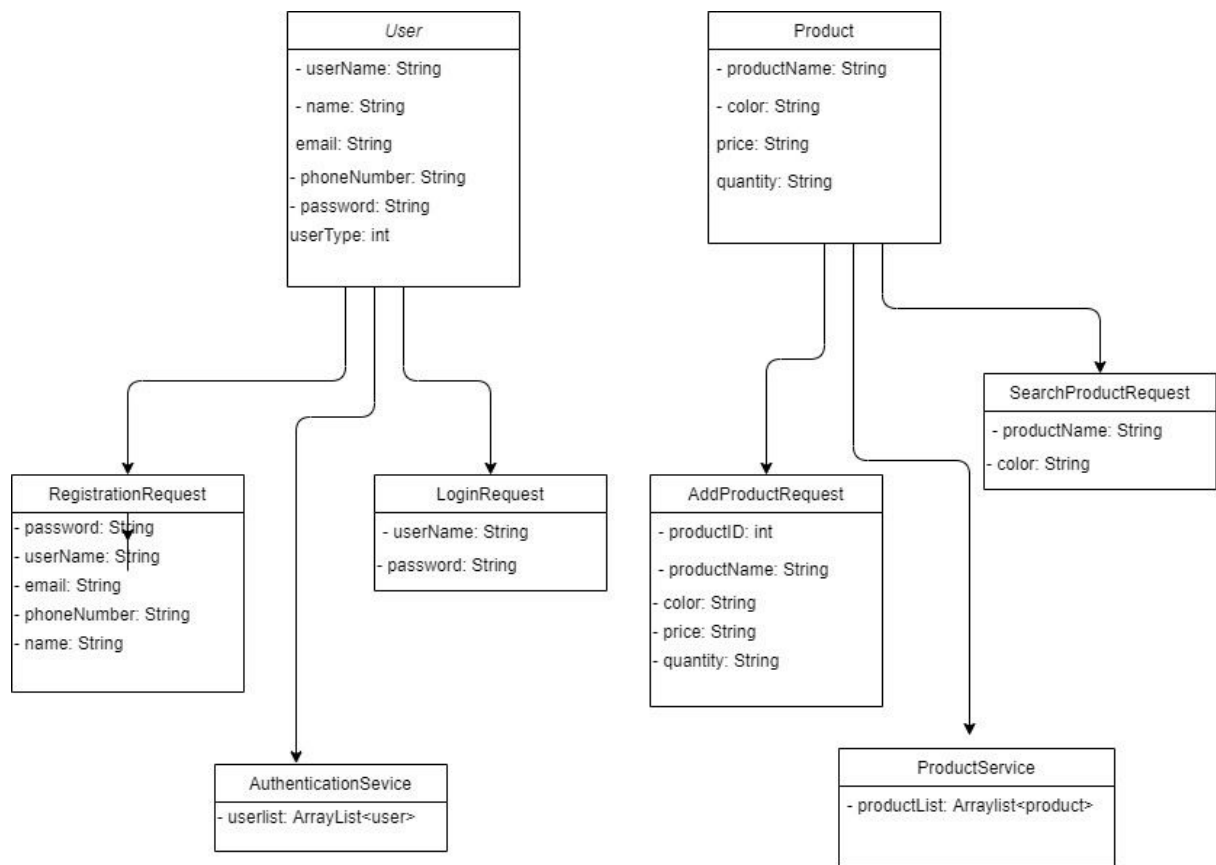 User
- userName: String
- name: String
email: String
- phoneNumber: String
- password: String
userType: int
Product
- productName: String
- color: String
price: String
quantity: String
SearchProductRequest
- productName: String
- color: String
RegistrationRequest
- password: String
- userName: String
- email: String
- phoneNumber: String
- name: String
LoginRequest
- userName: String
- password: String
AddProductRequest
- productID: int
- productName: String
- color: String
- price: String
- quantity: String
AuthenticationSevice
- userlist: ArrayList<user>
ProductService
- productList: Arraylist<product>